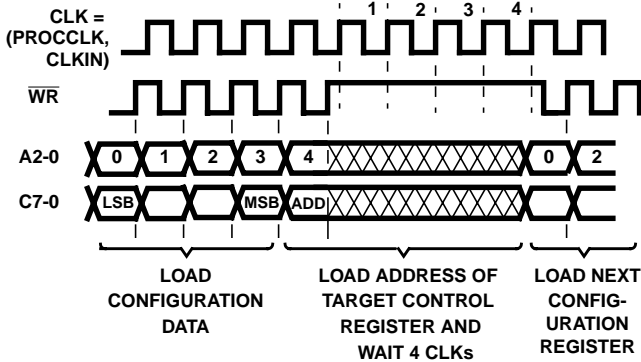 1 2 3 4
CLK =
(PROCCLK,
CLKIN)
WR
A2-0 0 1 2 3 4 0 2
C7-0 LSB MSB ADD
LOAD
CONFIGURATION
DATA
LOAD ADDRESS OF
TARGET CONTROL
REGISTER AND
WAIT 4 CLKs
LOAD NEXT
CONFIG-
URATION
REGISTER